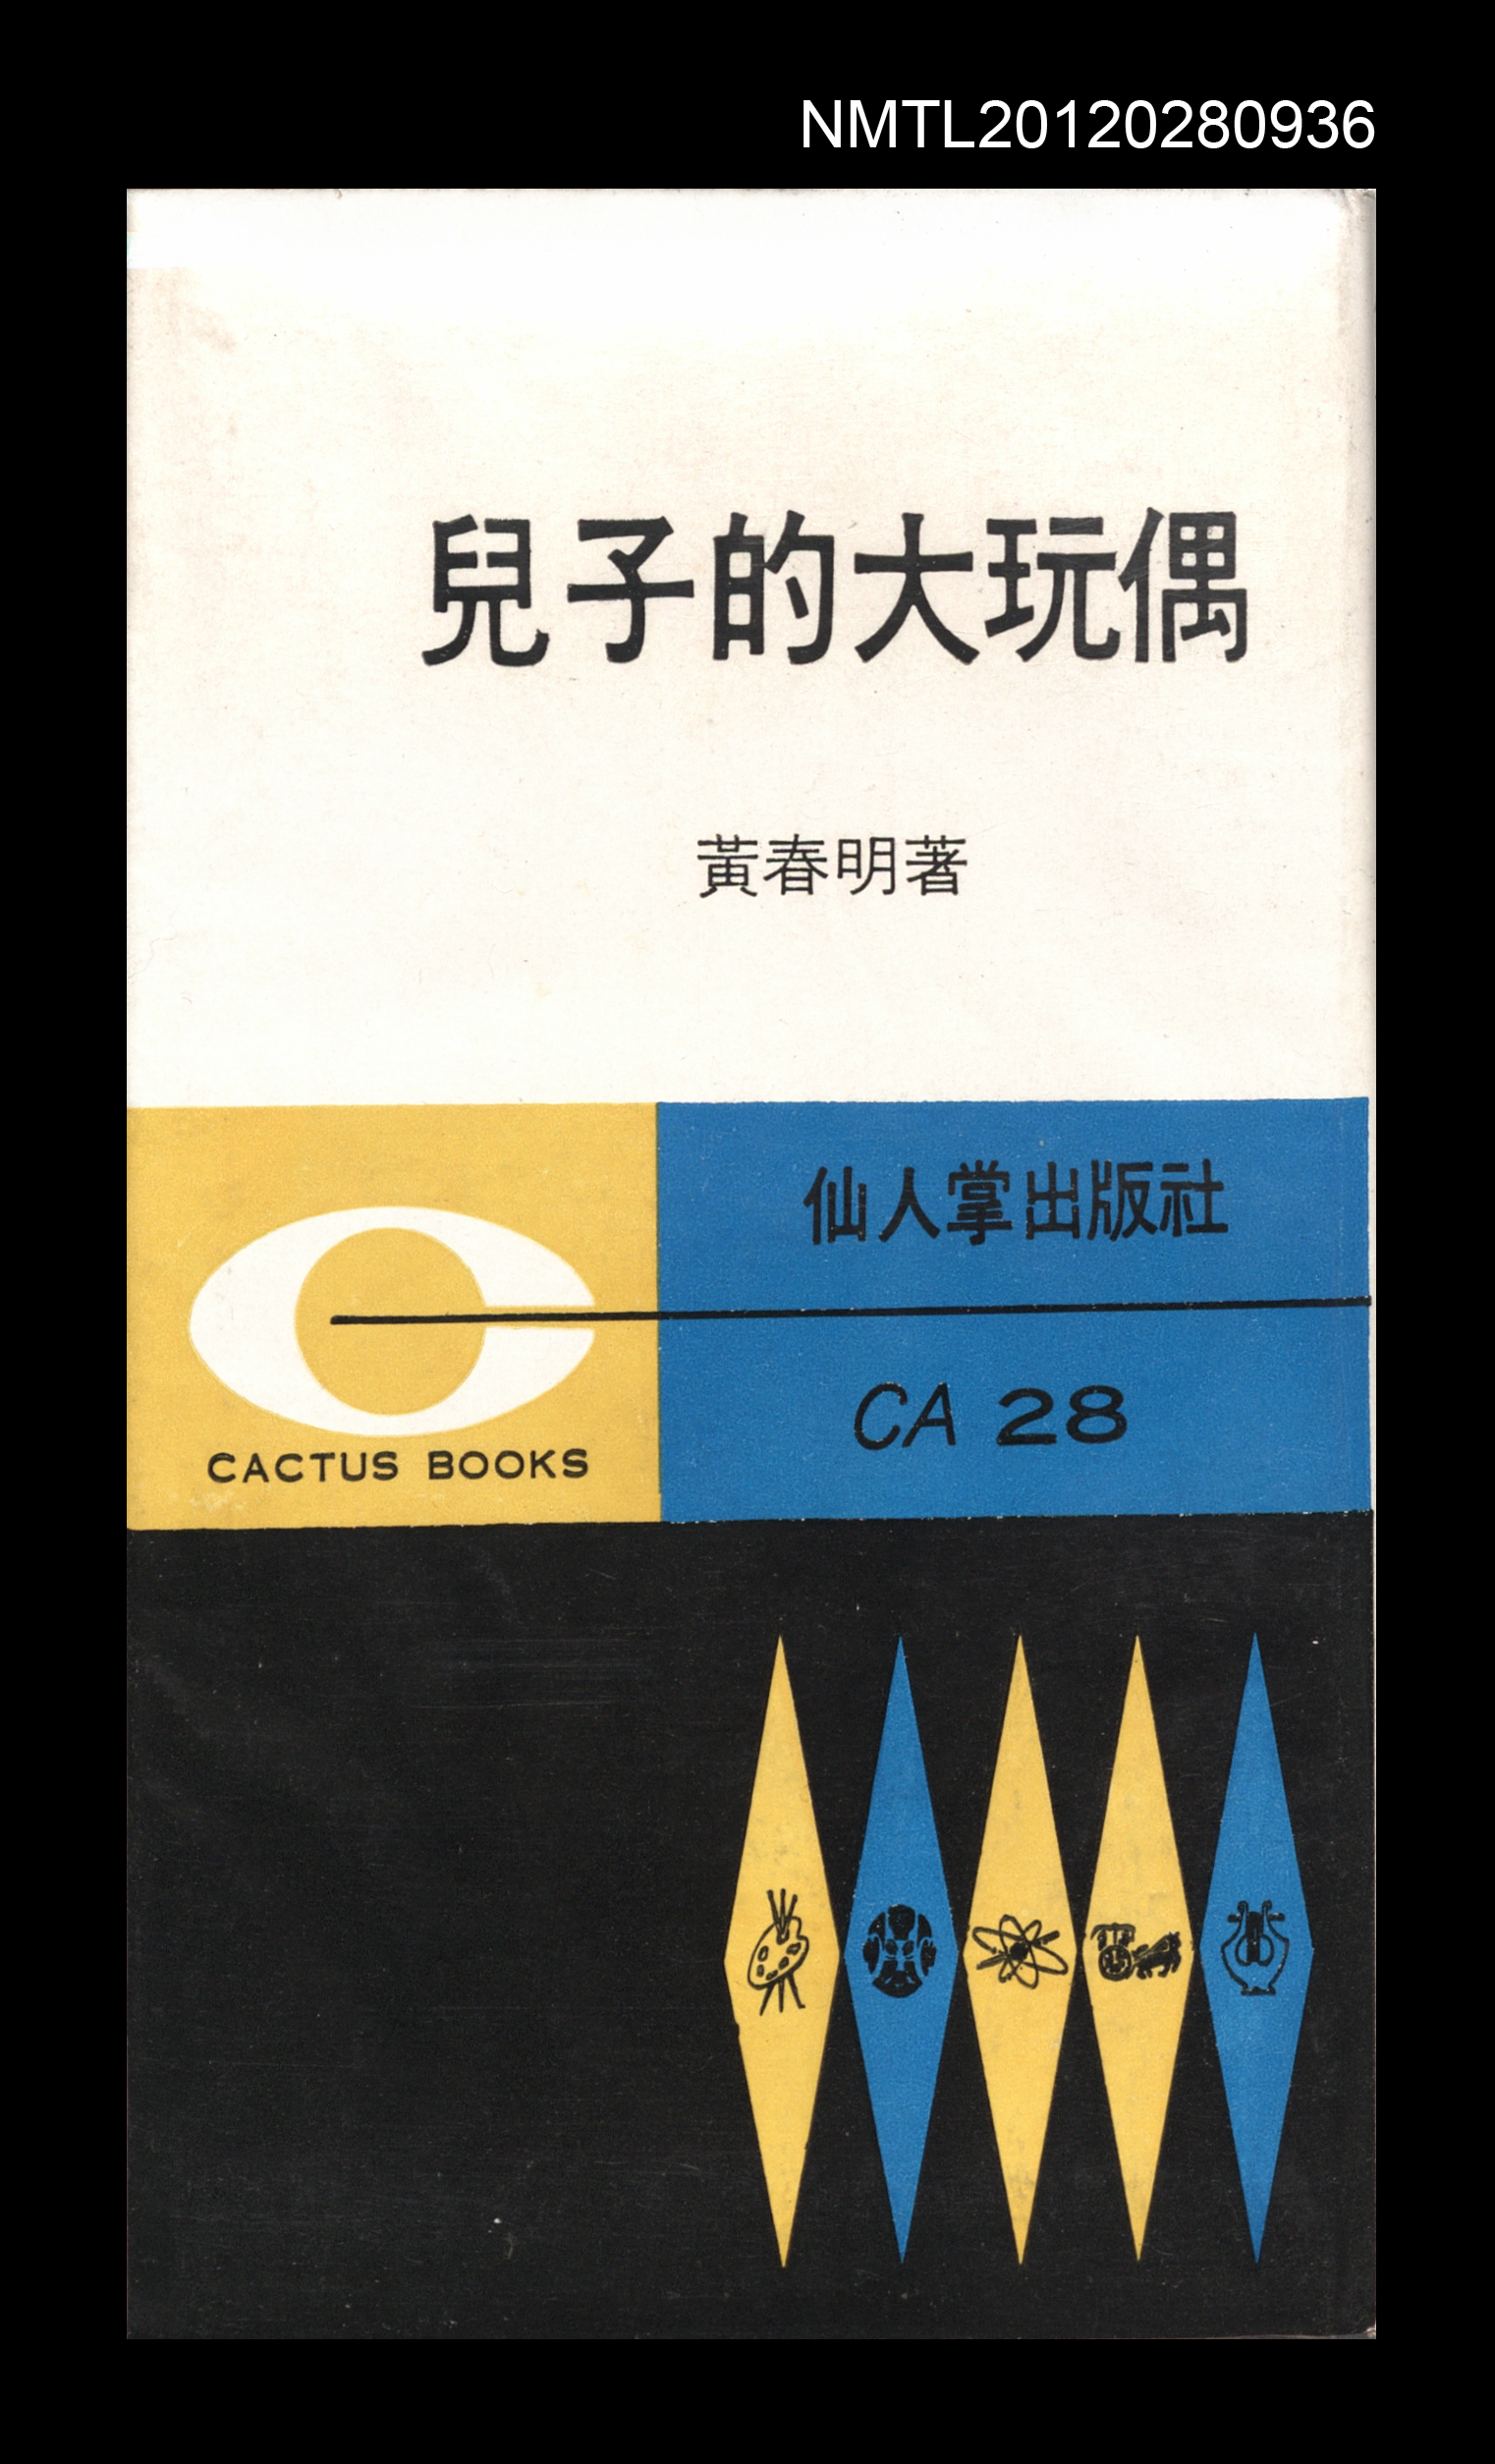 NMTL20120280936
兒子的大玩偶
黃春明著
仙人掌出版社
CACTUS BOOKS
CA 28